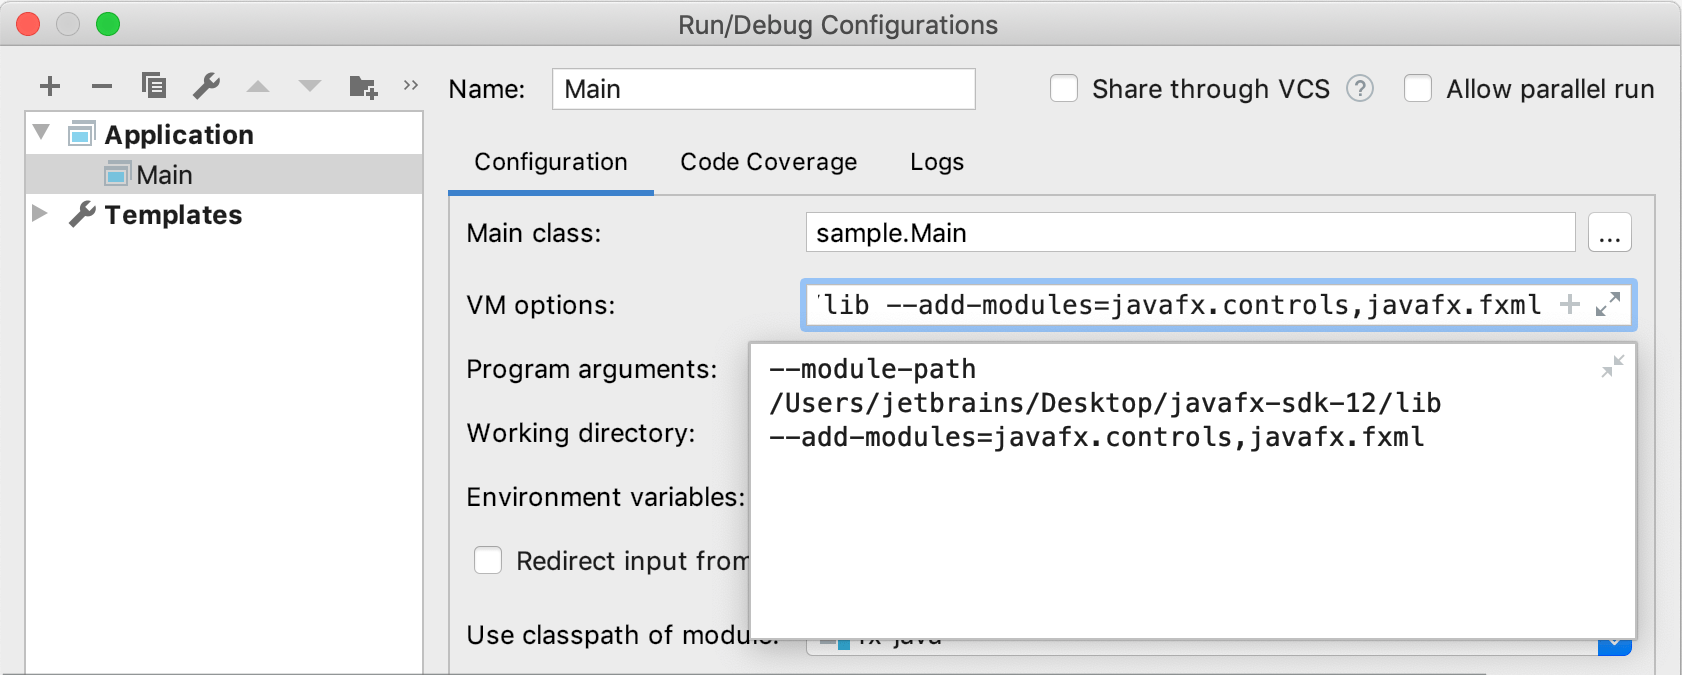 Run/Debug Configurations
Name: Main Share through VCS ? Allow parallel run
Application
Main
Templates
Configuration Code Coverage Logs
Main class: sample.Main ...
VM options: /lib --add-modules=javafx.controls,javafx.fxml
--module-path
/Users/jetbrains/Desktop/javafx-sdk-12/lib
--add-modules=javafx.controls,javafx.fxml
Program arguments:
Working directory:
Environment variables:
Redirect input from
Use classpath of module: fx-java